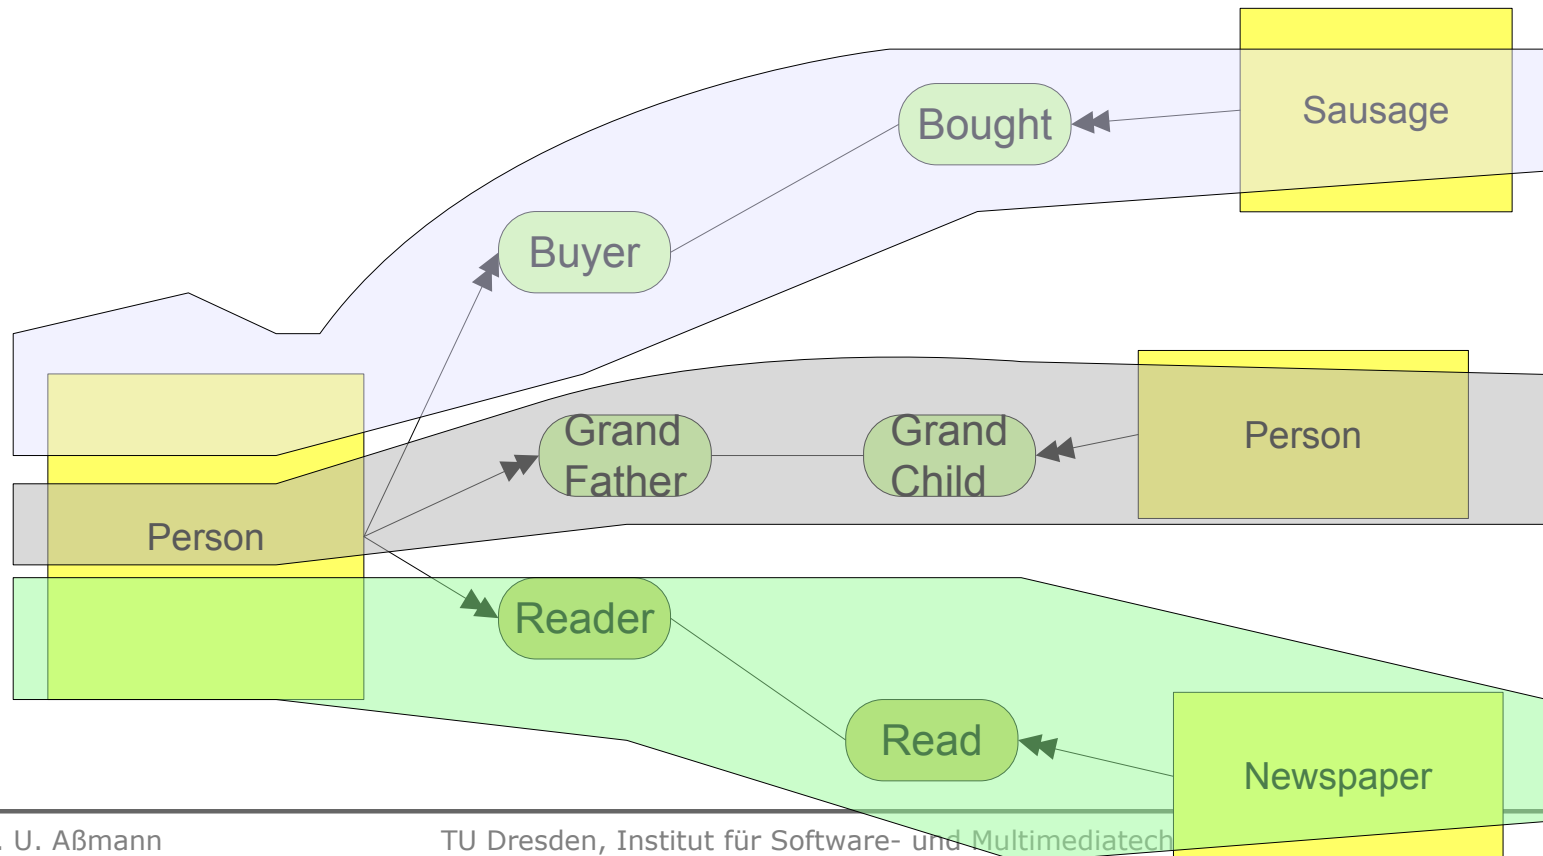 Sausage
Bought
Buyer
Grand
Father
Grand
Child
Person
Person
Reader
Read
Newspaper
. U. Aßmann
TU Dresden, Institut für Software- und Multimediatech